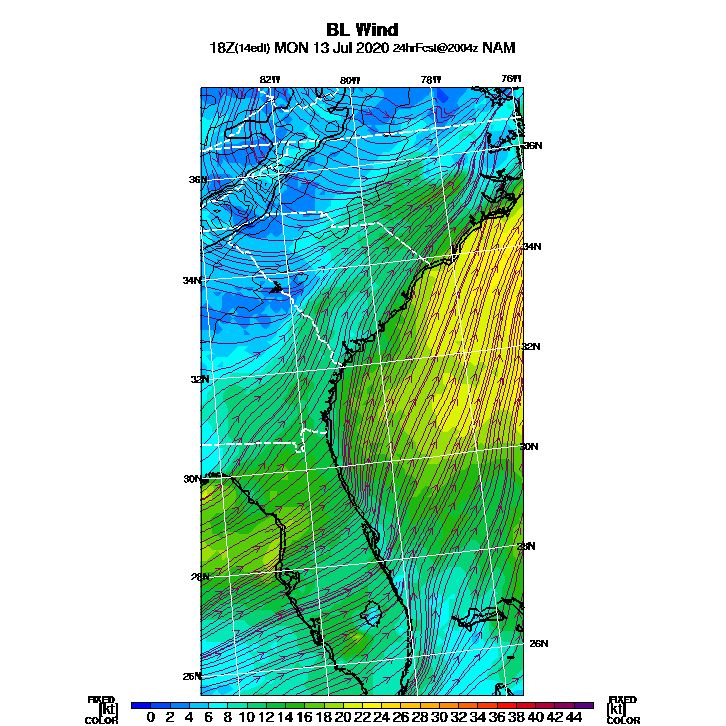 BL Wind
18Z(14edt) MON 13 Jul 2020 24hrFcst@2004z NAM
82W 80W 78W 76W
36N
36N
34N
34N
32N
32N
30N
30N
28N
28N
26N
26N
FIXED FIXED
[kt] 0 2 4 6 8 10 12 14 16 18 20 22 24 26 28 30 32 34 36 38 40 42 44 [kt]
COLOR COLOR